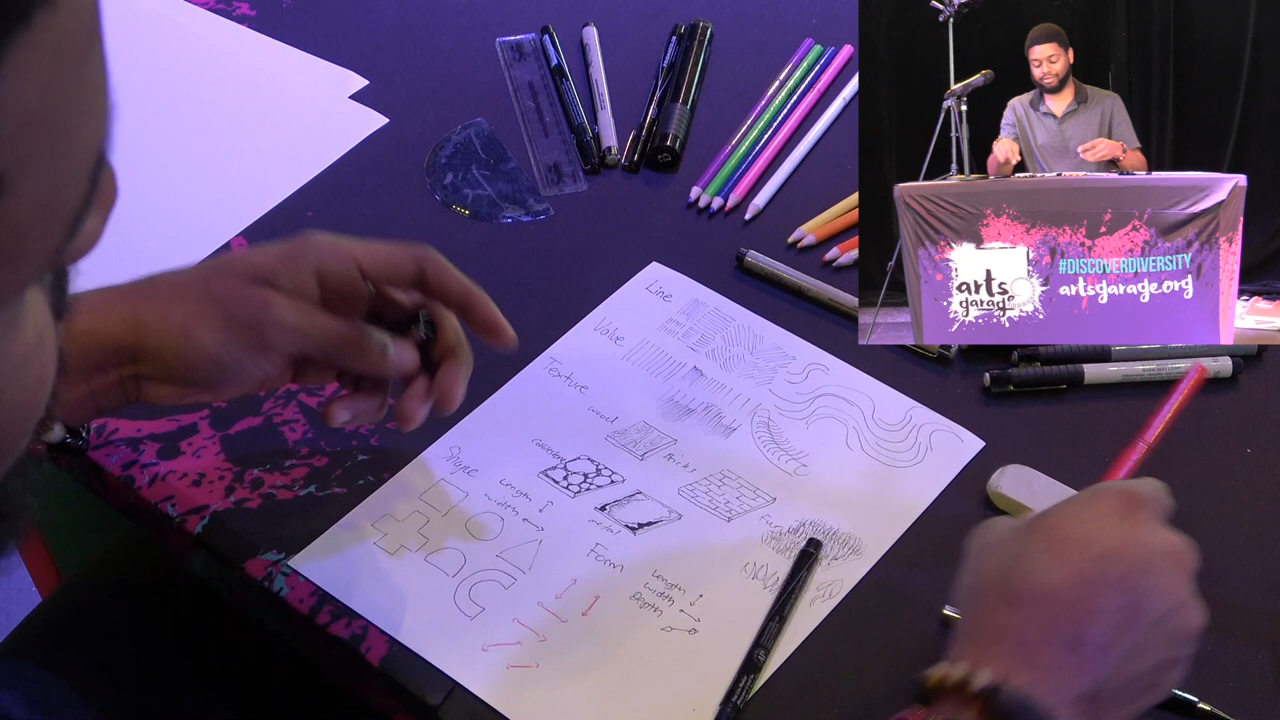 Line
Value
Texture
wood
Bricks
concrete
metal
Fur
Shape
Length
width
Form
Length
width
Depth
B
arts
garage
#DISCOVERDIVERSITY
artsgarage.org